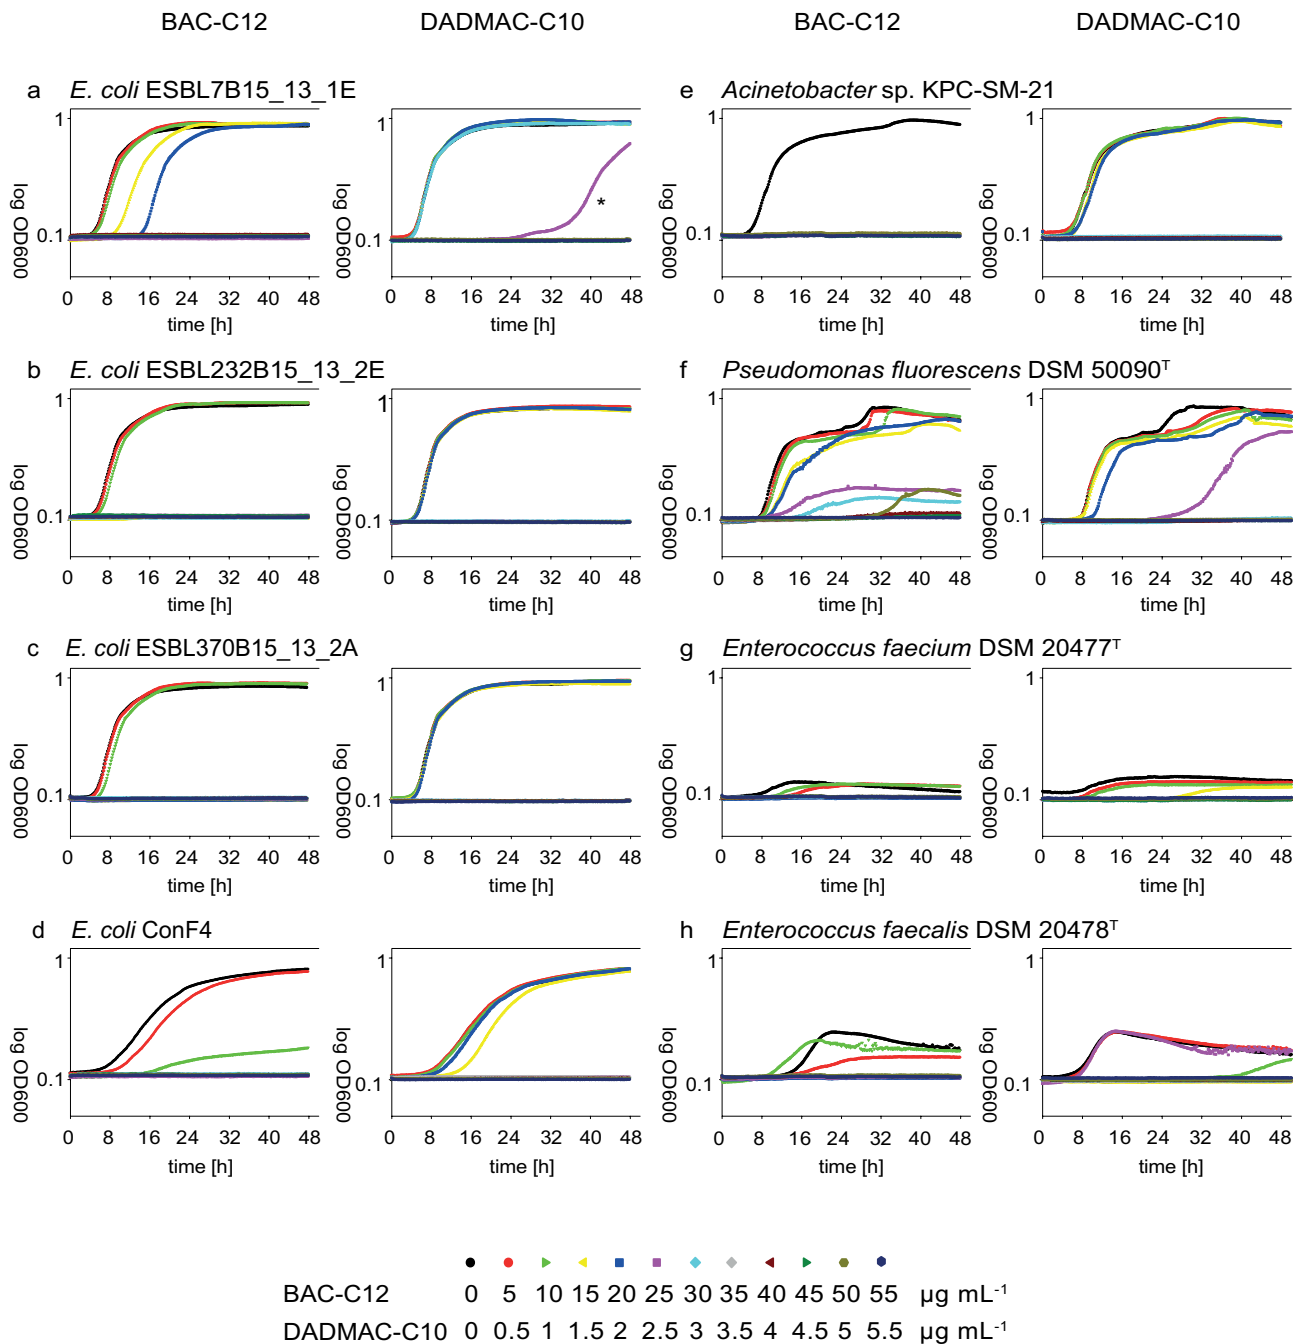 BAC-C12 DADMAC-C10 BAC-C12 DADMAC-C10
a E. coli ESBL7B15_13_1E
1
0.1
log OD600
0 8 16 24 32 40 48
time [h]
1
0.1
log OD600
*
0 8 16 24 32 40 48
time [h]
e Acinetobacter sp. KPC-SM-21
1
0.1
log OD600
0 8 16 24 32 40 48
time [h]
1
0.1
log OD600
0 8 16 24 32 40 48
time [h]
b E. coli ESBL232B15_13_2E
1
0.1
log OD600
0 8 16 24 32 40 48
time [h]
1
0.1
log OD600
0 8 16 24 32 40 48
time [h]
f Pseudomonas fluorescens DSM 50090ᵀ
1
0.1
log OD600
0 8 16 24 32 40 48
time [h]
1
0.1
log OD600
0 8 16 24 32 40 48
time [h]
c E. coli ESBL370B15_13_2A
1
0.1
log OD600
0 8 16 24 32 40 48
time [h]
1
0.1
log OD600
0 8 16 24 32 40 48
time [h]
g Enterococcus faecium DSM 20477ᵀ
1
0.1
log OD600
0 8 16 24 32 40 48
time [h]
1
0.1
log OD600
0 8 16 24 32 40 48
time [h]
d E. coli ConF4
1
0.1
log OD600
0 8 16 24 32 40 48
time [h]
1
0.1
log OD600
0 8 16 24 32 40 48
time [h]
h Enterococcus faecalis DSM 20478ᵀ
1
0.1
log OD600
0 8 16 24 32 40 48
time [h]
1
0.1
log OD600
0 8 16 24 32 40 48
time [h]
BAC-C12 0 5 10 15 20 25 30 35 40 45 50 55 µg mL⁻¹
DADMAC-C10 0 0.5 1 1.5 2 2.5 3 3.5 4 4.5 5 5.5 µg mL⁻¹